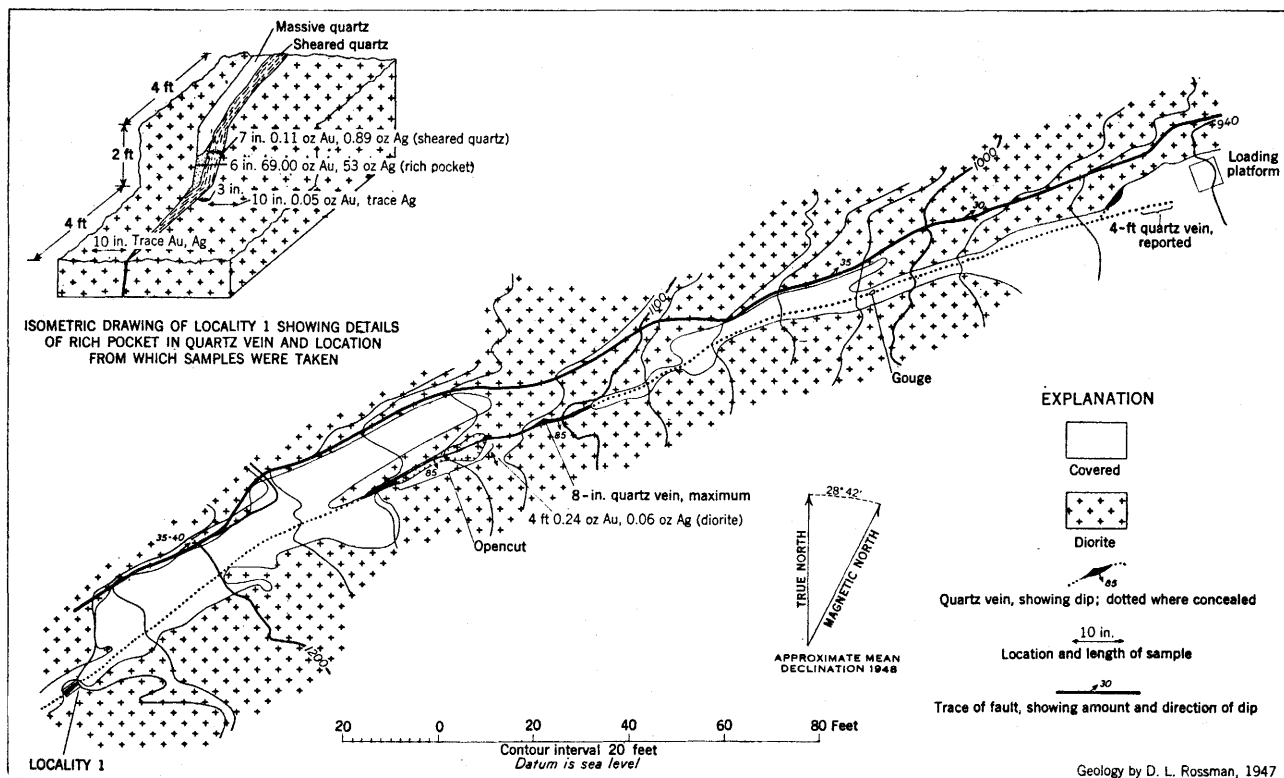 Massive quartz
Sheared quartz
4 ft
2 ft
4 ft
7 in. 0.11 oz Au, 0.89 oz Ag (sheared quartz)
6 in. 69.00 oz Au, 53 oz Ag (rich pocket)
3 in.
10 in. 0.05 oz Au, trace Ag
10 in. Trace Au, Ag
ISOMETRIC DRAWING OF LOCALITY 1 SHOWING DETAILS
OF RICH POCKET IN QUARTZ VEIN AND LOCATION
FROM WHICH SAMPLES WERE TAKEN
940
Loading
platform
1000
30
4-ft quartz vein,
reported
35
1100
Gouge
85
85
8-in. quartz vein, maximum
4 ft 0.24 oz Au, 0.06 oz Ag (diorite)
Opencut
35-40
1200
LOCALITY 1
28° 42'
TRUE NORTH
MAGNETIC NORTH
APPROXIMATE MEAN
DECLINATION 1948
20 0 20 40 60 80 Feet
Contour interval 20 feet
Datum is sea level
EXPLANATION
Covered
Diorite
85
Quartz vein, showing dip; dotted where concealed
10 in.
Location and length of sample
30
Trace of fault, showing amount and direction of dip
Geology by D. L. Rossman, 1947